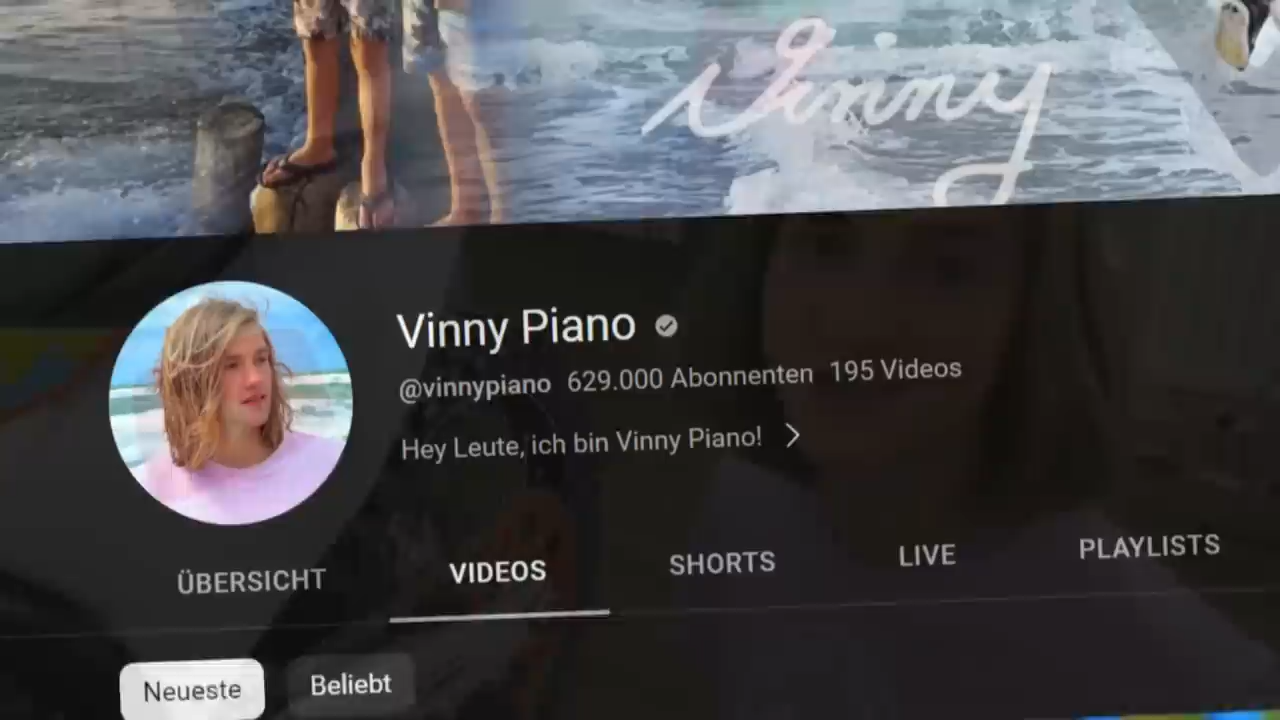 Vinny
Vinny Piano
@vinnypiano 629.000 Abonnenten 195 Videos
Hey Leute, ich bin Vinny Piano!
ÜBERSICHT VIDEOS SHORTS LIVE PLAYLISTS
Neueste Beliebt